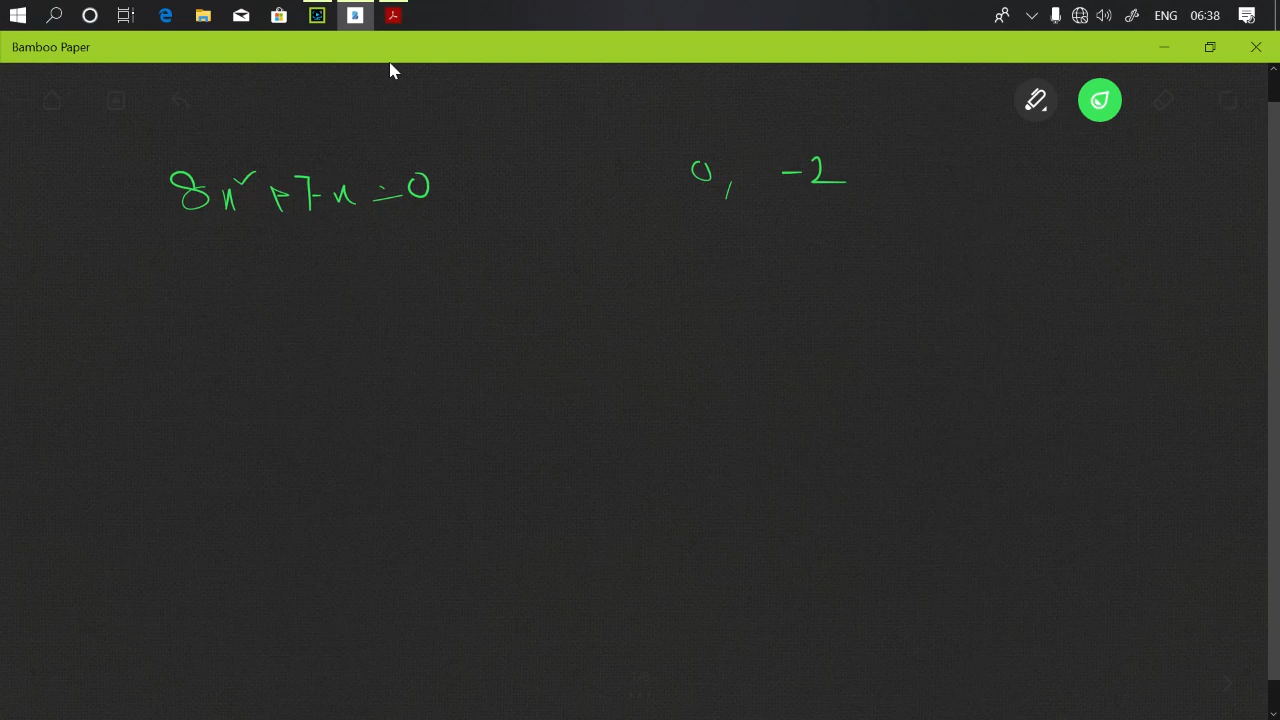 ENG 06:38
Bamboo Paper
8x² + 7x = 0
0, -2